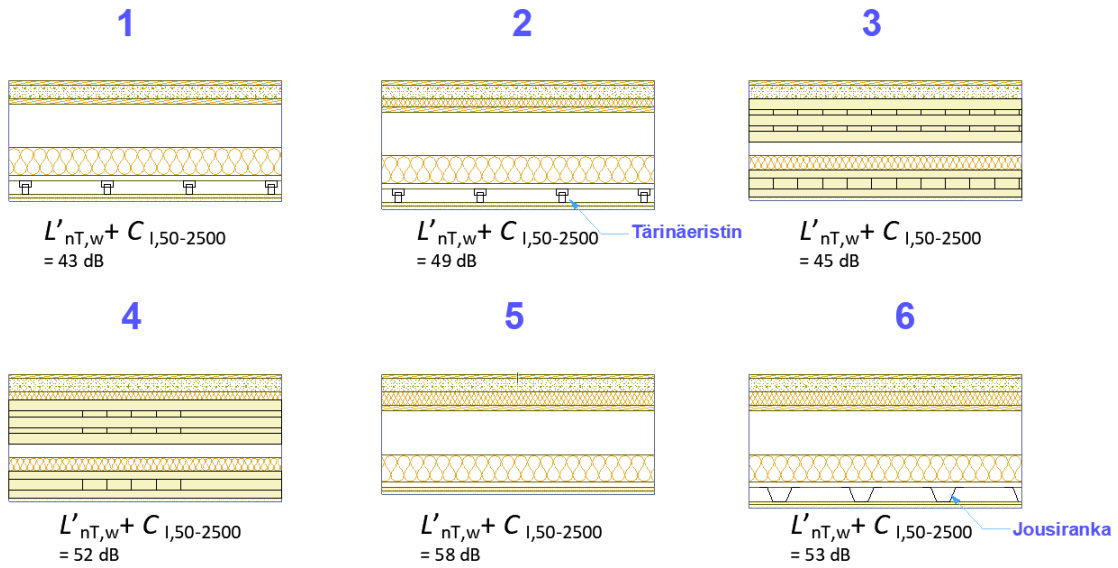 1
2
3
L’nT,w+ C I,50-2500
= 43 dB
L’nT,w+ C I,50-2500
= 49 dB
Tärinäeristin
L’nT,w+ C I,50-2500
= 45 dB
4
5
6
L’nT,w+ C I,50-2500
= 52 dB
L’nT,w+ C I,50-2500
= 58 dB
L’nT,w+ C I,50-2500
= 53 dB
Jousiranka